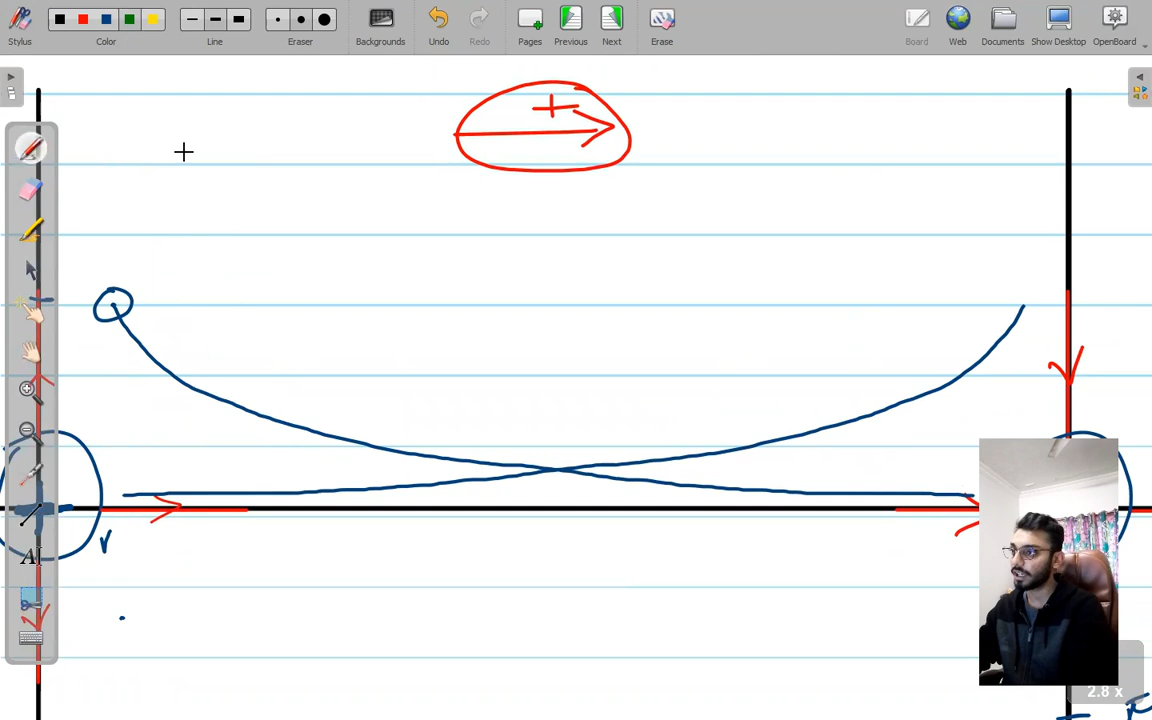 Stylus Color Line Eraser Backgrounds Undo Redo Pages Previous Next Erase Board Web Documents Show Desktop OpenBoard
+
r
2.8 x